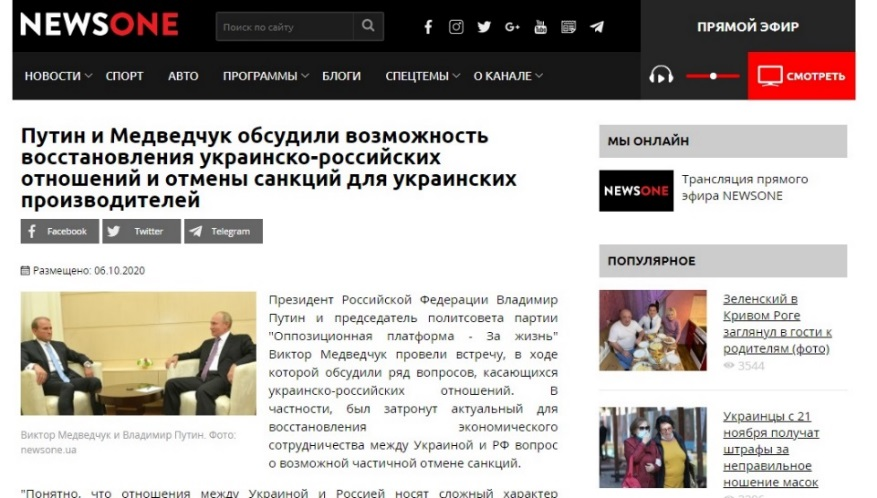 NEWSONE
Поиск по сайту
ПРЯМОЙ ЭФИР
НОВОСТИ СПОРТ АВТО ПРОГРАММЫ БЛОГИ СПЕЦТЕМЫ О КАНАЛЕ
СМОТРЕТЬ
Путин и Медведчук обсудили возможность
восстановления украинско-российских
отношений и отмены санкций для украинских
производителей
Facebook Twitter Telegram
Размещено: 06.10.2020
Президент Российской Федерации Владимир
Путин и председатель политсовета партии
"Оппозиционная платформа - За жизнь"
Виктор Медведчук провели встречу, в ходе
которой обсудили ряд вопросов, касающихся
украинско-российских отношений. В
частности, был затронут актуальный для
восстановления экономического
сотрудничества между Украиной и РФ вопрос
о возможной частичной отмене санкций.
Виктор Медведчук и Владимир Путин. Фото:
newsone.ua
"Понятно, что отношения между Украиной и Россией носят сложный характер
МЫ ОНЛАЙН
NEWSONE
Трансляция прямого
эфира NEWSONE
ПОПУЛЯРНОЕ
Зеленский в
Кривом Роге
заглянул в гости к
родителям (фото)
3544
Украинцы с 21
ноября получат
штрафы за
неправильное
ношение масок